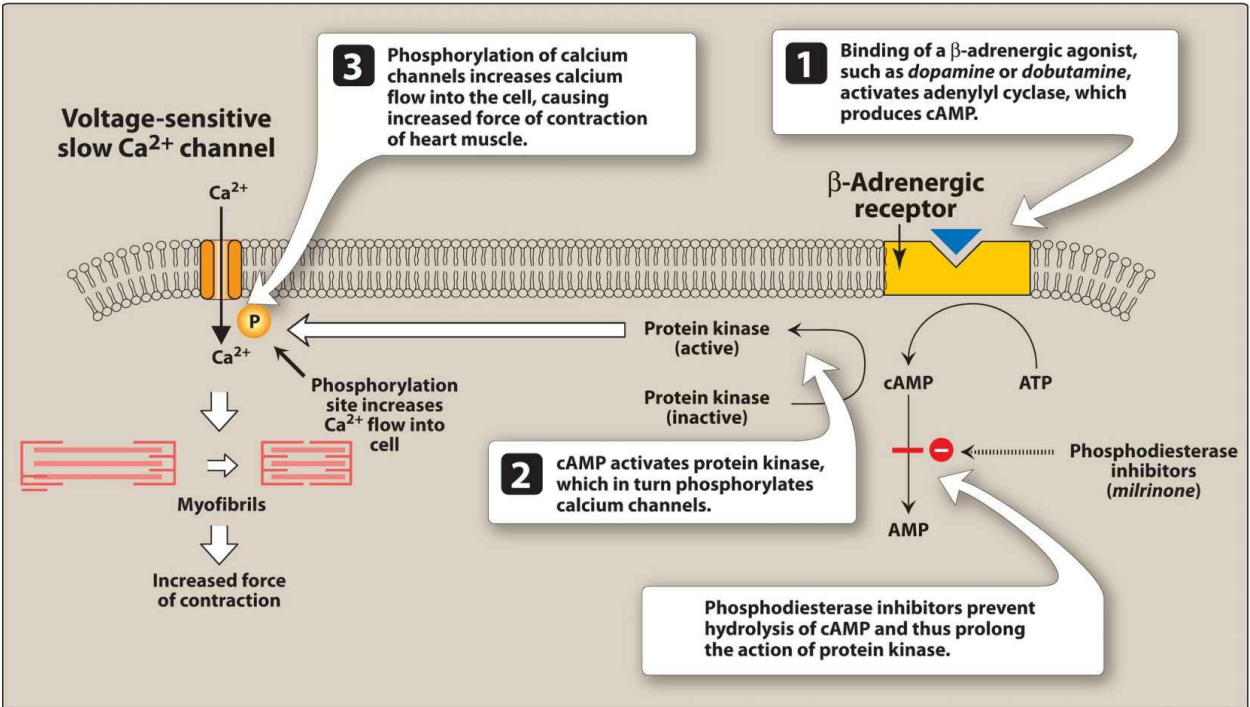 3
Phosphorylation of calcium
channels increases calcium
flow into the cell, causing
increased force of contraction
of heart muscle.
1
Binding of a β-adrenergic agonist,
such as dopamine or dobutamine,
activates adenylyl cyclase, which
produces cAMP.
Voltage-sensitive
slow Ca²⁺ channel
Ca²⁺
β-Adrenergic
receptor
P
Ca²⁺
Phosphorylation
site increases
Ca²⁺ flow into
cell
Protein kinase
(active)
Protein kinase
(inactive)
cAMP
ATP
2
cAMP activates protein kinase,
which in turn phosphorylates
calcium channels.
Phosphodiesterase
inhibitors
(milrinone)
AMP
Myofibrils
Increased force
of contraction
Phosphodiesterase inhibitors prevent
hydrolysis of cAMP and thus prolong
the action of protein kinase.